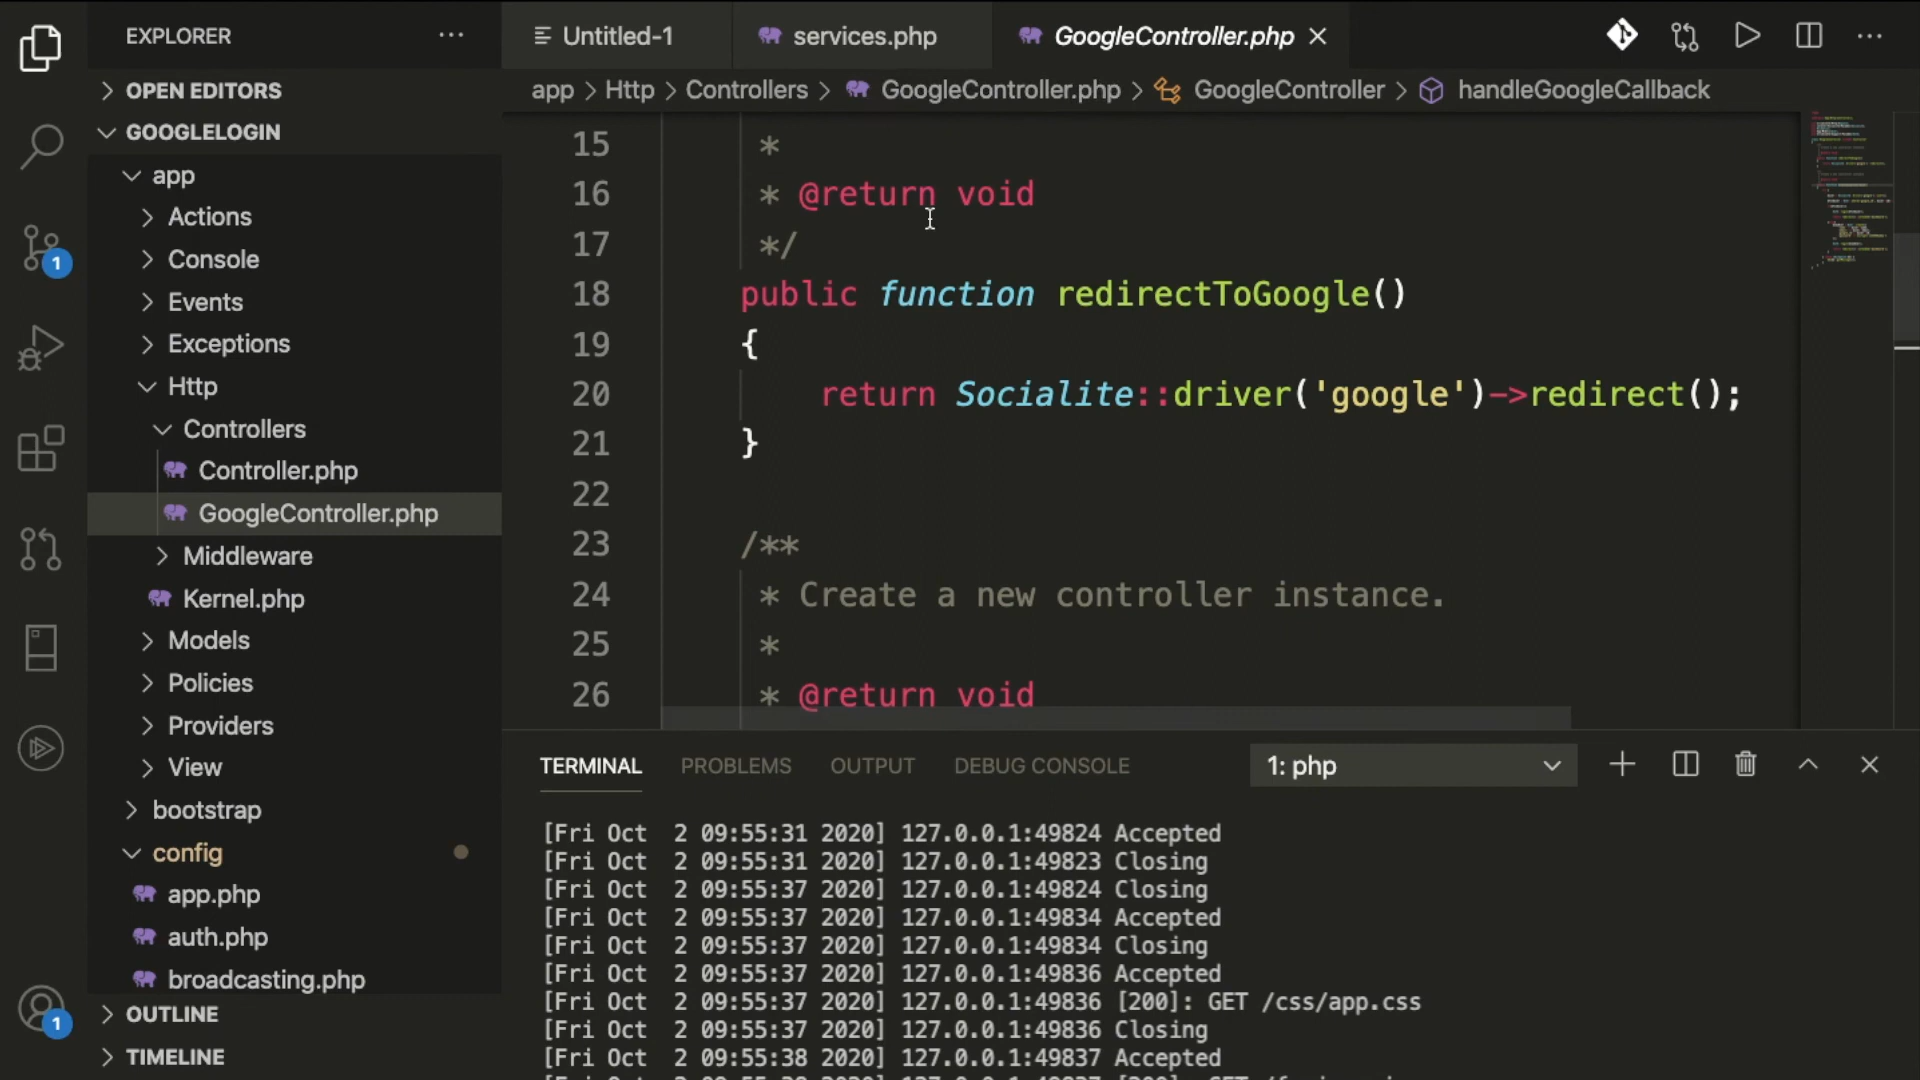 EXPLORER
Untitled-1
services.php
GoogleController.php
OPEN EDITORS
app > Http > Controllers > GoogleController.php > GoogleController > handleGoogleCallback
GOOGLELOGIN
app
Actions
Console
1
Events
Exceptions
Http
Controllers
Controller.php
GoogleController.php
Middleware
Kernel.php
Models
Policies
Providers
View
bootstrap
config
app.php
auth.php
broadcasting.php
1
OUTLINE
TIMELINE
15 *
16 * @return void
17 */
18 public function redirectToGoogle()
19 {
20 return Socialite::driver('google')->redirect();
21 }
22
23 /**
24 * Create a new controller instance.
25 *
26 * @return void
TERMINAL PROBLEMS OUTPUT DEBUG CONSOLE 1: php
[Fri Oct  2 09:55:31 2020] 127.0.0.1:49824 Accepted
[Fri Oct  2 09:55:31 2020] 127.0.0.1:49823 Closing
[Fri Oct  2 09:55:37 2020] 127.0.0.1:49824 Closing
[Fri Oct  2 09:55:37 2020] 127.0.0.1:49834 Accepted
[Fri Oct  2 09:55:37 2020] 127.0.0.1:49834 Closing
[Fri Oct  2 09:55:37 2020] 127.0.0.1:49836 Accepted
[Fri Oct  2 09:55:37 2020] 127.0.0.1:49836 [200]: GET /css/app.css
[Fri Oct  2 09:55:37 2020] 127.0.0.1:49836 Closing
[Fri Oct  2 09:55:38 2020] 127.0.0.1:49837 Accepted